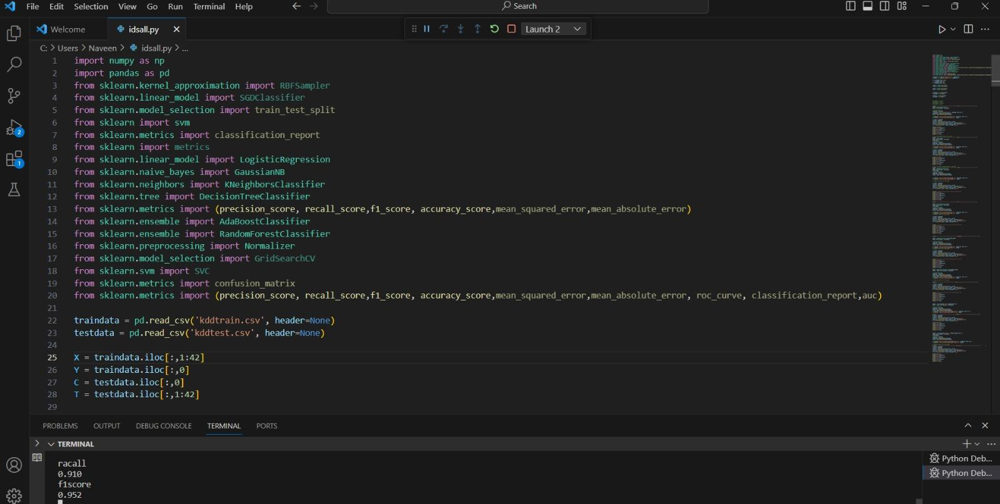 File Edit Selection View Go Run Terminal Help
Search
Welcome
idsall.py
Launch 2
C: > Users > Naveen > idsall.py > ...
1 import numpy as np
2 import pandas as pd
3 from sklearn.kernel_approximation import RBFSampler
4 from sklearn.linear_model import SGDClassifier
5 from sklearn.model_selection import train_test_split
6 from sklearn import svm
7 from sklearn.metrics import classification_report
8 from sklearn import metrics
9 from sklearn.linear_model import LogisticRegression
10 from sklearn.naive_bayes import GaussianNB
11 from sklearn.neighbors import KNeighborsClassifier
12 from sklearn.tree import DecisionTreeClassifier
13 from sklearn.metrics import (precision_score, recall_score,f1_score, accuracy_score,mean_squared_error,mean_absolute_error)
14 from sklearn.ensemble import AdaBoostClassifier
15 from sklearn.ensemble import RandomForestClassifier
16 from sklearn.preprocessing import Normalizer
17 from sklearn.model_selection import GridSearchCV
18 from sklearn.svm import SVC
19 from sklearn.metrics import confusion_matrix
20 from sklearn.metrics import (precision_score, recall_score,f1_score, accuracy_score,mean_squared_error,mean_absolute_error, roc_curve, classification_report,auc)
21
22 traindata = pd.read_csv('kddtrain.csv', header=None)
23 testdata = pd.read_csv('kddtest.csv', header=None)
24
25 X = traindata.iloc[:,1:42]
26 Y = traindata.iloc[:,0]
27 C = testdata.iloc[:,0]
28 T = testdata.iloc[:,1:42]
29
2
1
PROBLEMS OUTPUT DEBUG CONSOLE TERMINAL PORTS
TERMINAL
racall
0.910
f1score
0.952
Python Deb...
Python Deb...